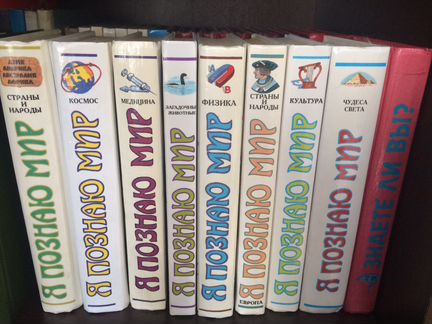 АЗИЯ
АМЕРИКА
АВСТРАЛИЯ
АФРИКА
СТРАНЫ
И
НАРОДЫ
Я ПОЗНАЮ МИР
КОСМОС
Я ПОЗНАЮ МИР
МЕДИЦИНА
Я ПОЗНАЮ МИР
ЗАГАДОЧНЫЕ
ЖИВОТНЫЕ
Я ПОЗНАЮ МИР
В
ФИЗИКА
Я ПОЗНАЮ МИР
СТРАНЫ
И
НАРОДЫ
Я ПОЗНАЮ МИР
ЕВРОПА
КУЛЬТУРА
Я ПОЗНАЮ МИР
ЧУДЕСА
СВЕТА
Я ПОЗНАЮ МИР
А ЗНАЕТЕ ЛИ ВЫ?